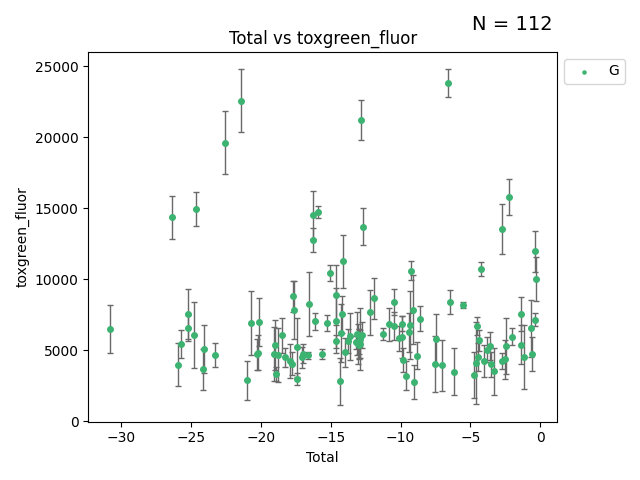 N = 112
Total vs toxgreen_fluor
G
toxgreen_fluor
25000
20000
15000
10000
5000
0
−30
−25
−20
−15
−10
−5
0
Total